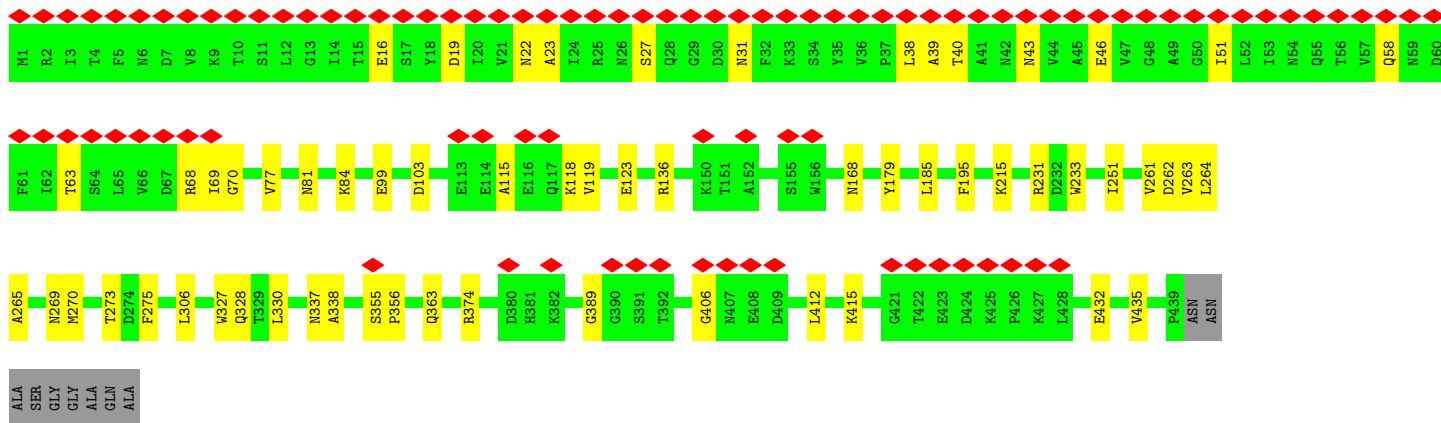 M1 R2 I3 T4 F5 N6 D7 V8 K9 T10 S11 L12 G13 I14 T15 E16 S17 Y18 D19 I20 V21 N22 A23 I24 R25 N26 S27 Q28 G29 D30 N31 F32 K33 S34 Y35 V36 P37 L38 A39 T40 A41 N42 N43 V44 A45 E46 V47 G48 A49 G50 I51 L52 I53 N54 Q55 T56 V57 Q58 N59 D60
F61 I62 T63 S64 L65 V66 D67 R68 I69 G70 V77 N81 K84 E99 D103 E113 E114 A115 E116 Q117 K118 V119 E123 R136 K150 T151 A152 S155 W156 N168 Y179 L185 F195 K215 R231 D232 W233 I251 V261 D262 V263 L264
A265 N269 M270 T273 D274 F275 L306 W327 Q328 T329 L330 N337 A338 S355 P356 Q363 R374 D380 H381 K382 G389 G390 S391 T392 G406 N407 E408 D409 L412 K415 G421 T422 E423 D424 K425 P426 K427 L428 E432 V435 P439 ASN ASN
ALA SER GLY GLY ALA GLN ALA